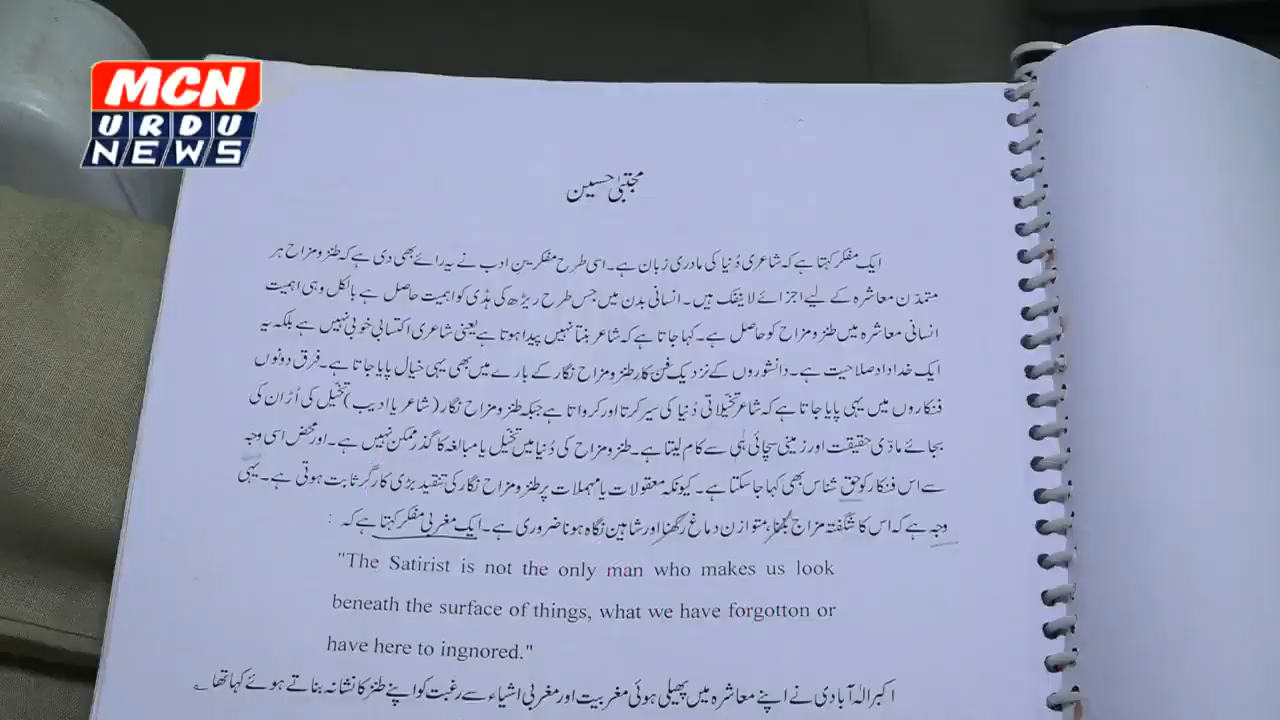 MCN
URDU
NEWS
مجتبیٰ حسین
ایک مفکر کہتا ہے کہ شاعری دُنیا کی مادری زبان ہے۔ اسی طرح مفکرین ادب نے یہ رائے بھی دی ہے کہ طنز و مزاح ہر
متمدن معاشرہ کے لیے اجزائے لاینفک ہیں۔ انسانی بدن میں جس طرح ریڑھ کی ہڈی کو اہمیت حاصل ہے بالکل وہی اہمیت
انسانی معاشرہ میں طنز و مزاح کو حاصل ہے۔ کہا جاتا ہے کہ شاعر بنتا نہیں پیدا ہوتا ہے یعنی شاعری اکتسابی خوبی نہیں ہے بلکہ یہ
ایک خداداد صلاحیت ہے۔ دانشوروں کے نزدیک فن کار طنز و مزاح نگار کے بارے میں بھی یہی خیال پایا جاتا ہے۔ فرق دونوں
فنکاروں میں یہی پایا جاتا ہے کہ شاعر تخیلاتی دُنیا کی سیر کرتا اور کرواتا ہے جبکہ طنز و مزاح نگار (شاعر یا ادیب) تخیل کی اُڑان کی
بجائے مادّی حقیقت اور زمینی سچائی ہی سے کام لیتا ہے۔ طنز و مزاح کی دُنیا میں تخیل یا مبالغہ کا گذر ممکن نہیں ہے۔ اور محض اسی وجہ
سے اس فنکار کو حق شناس بھی کہا جا سکتا ہے۔ کیونکہ معقولات یا مہملات پر طنز و مزاح نگار کی تنقید بڑی کارگر ثابت ہوتی ہے۔ یہی
وجہ ہے کہ اس کا شگفتہ مزاج متوازن دماغ رکھنا اور شاہین نگاہ ہونا ضروری ہے۔ ایک مغربی مفکر کہتا ہے کہ :
"The Satirist is not the only man who makes us look
beneath the surface of things, what we have forgotton or
have here to ingnored."
اکبر الٰہ آبادی نے اپنے معاشرہ میں پھیلی ہوئی مغربیت اور مغربی اشیاء سے رغبت کو اپنے طنز کا نشانہ بناتے ہوئے کہا تھا ؎